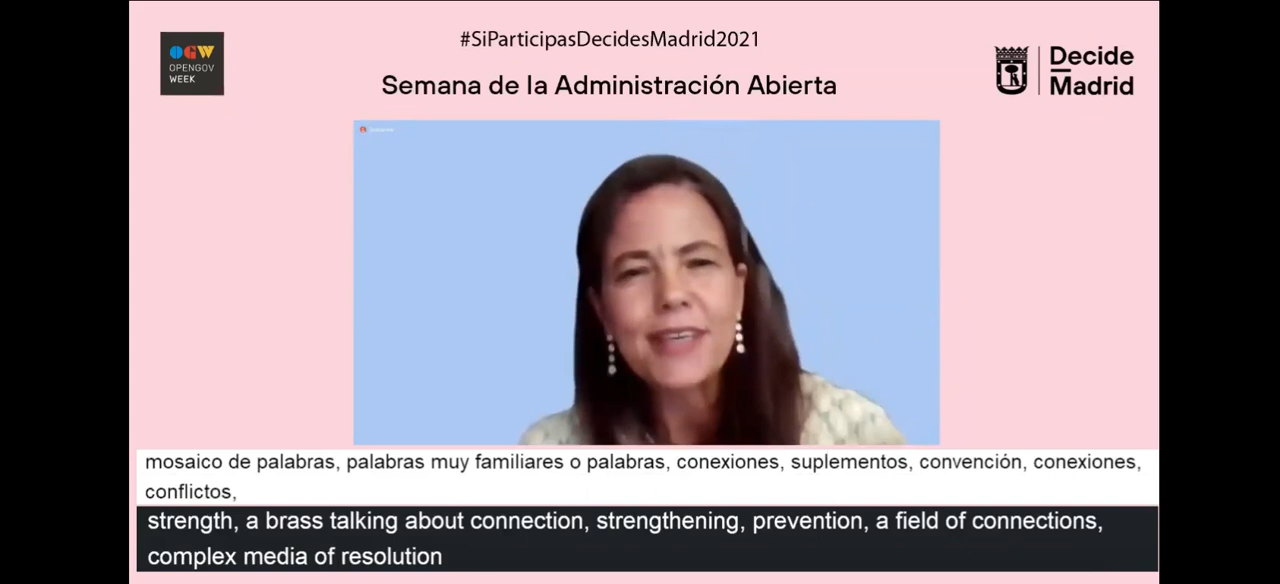 #SiParticipasDecidesMadrid2021
OGW
OPENGOV
WEEK
Semana de la Administración Abierta
Decide
Madrid
mosaico de palabras, palabras muy familiares o palabras, conexiones, suplementos, convención, conexiones,
conflictos,
strength, a brass talking about connection, strengthening, prevention, a field of connections,
complex media of resolution